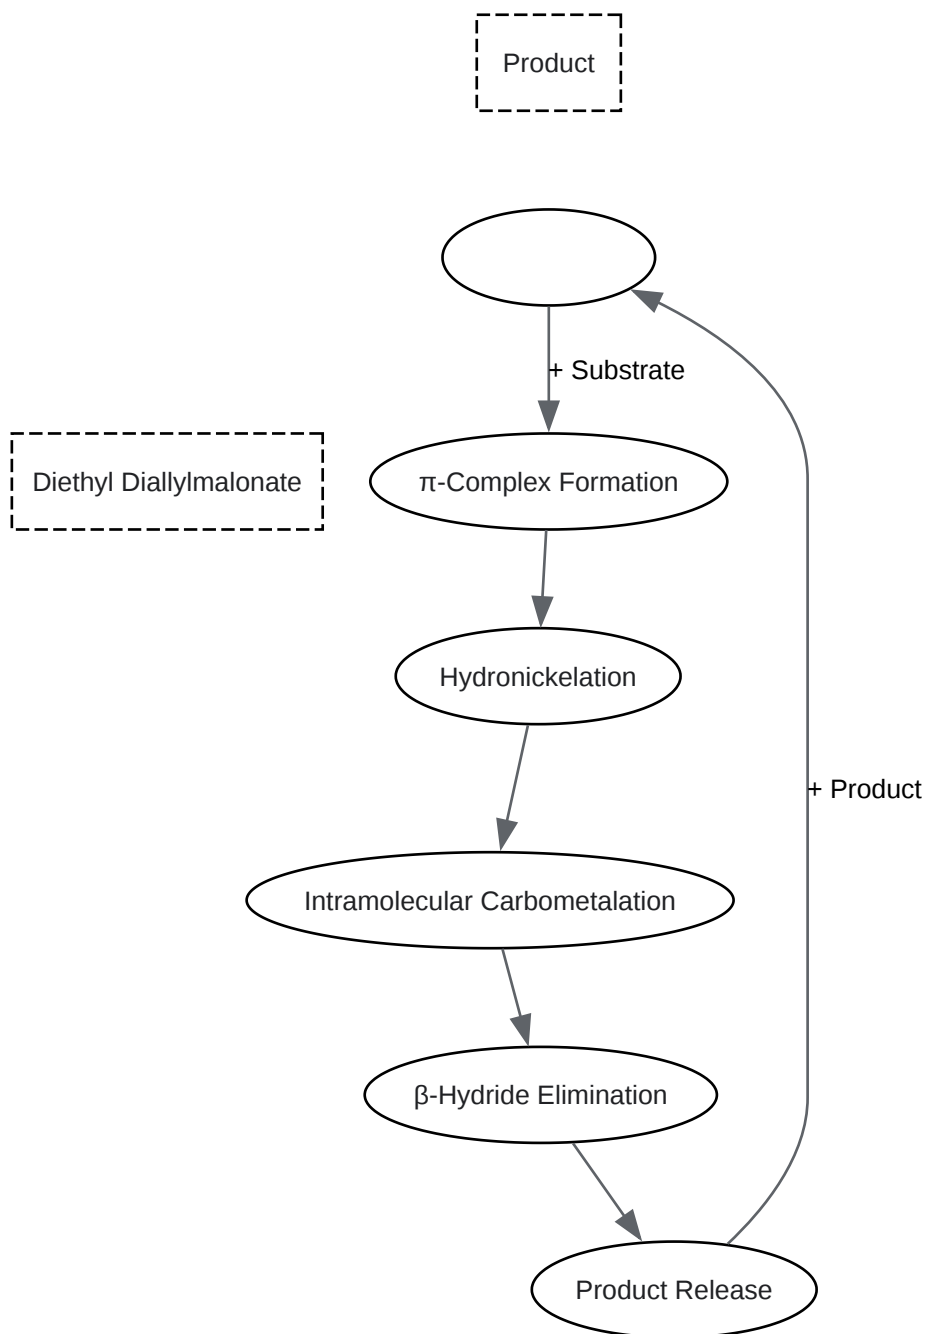 Product
+ Substrate
Diethyl Diallylmalonate
π-Complex Formation
Hydronickelation
+ Product
Intramolecular Carbometalation
β-Hydride Elimination
Product Release